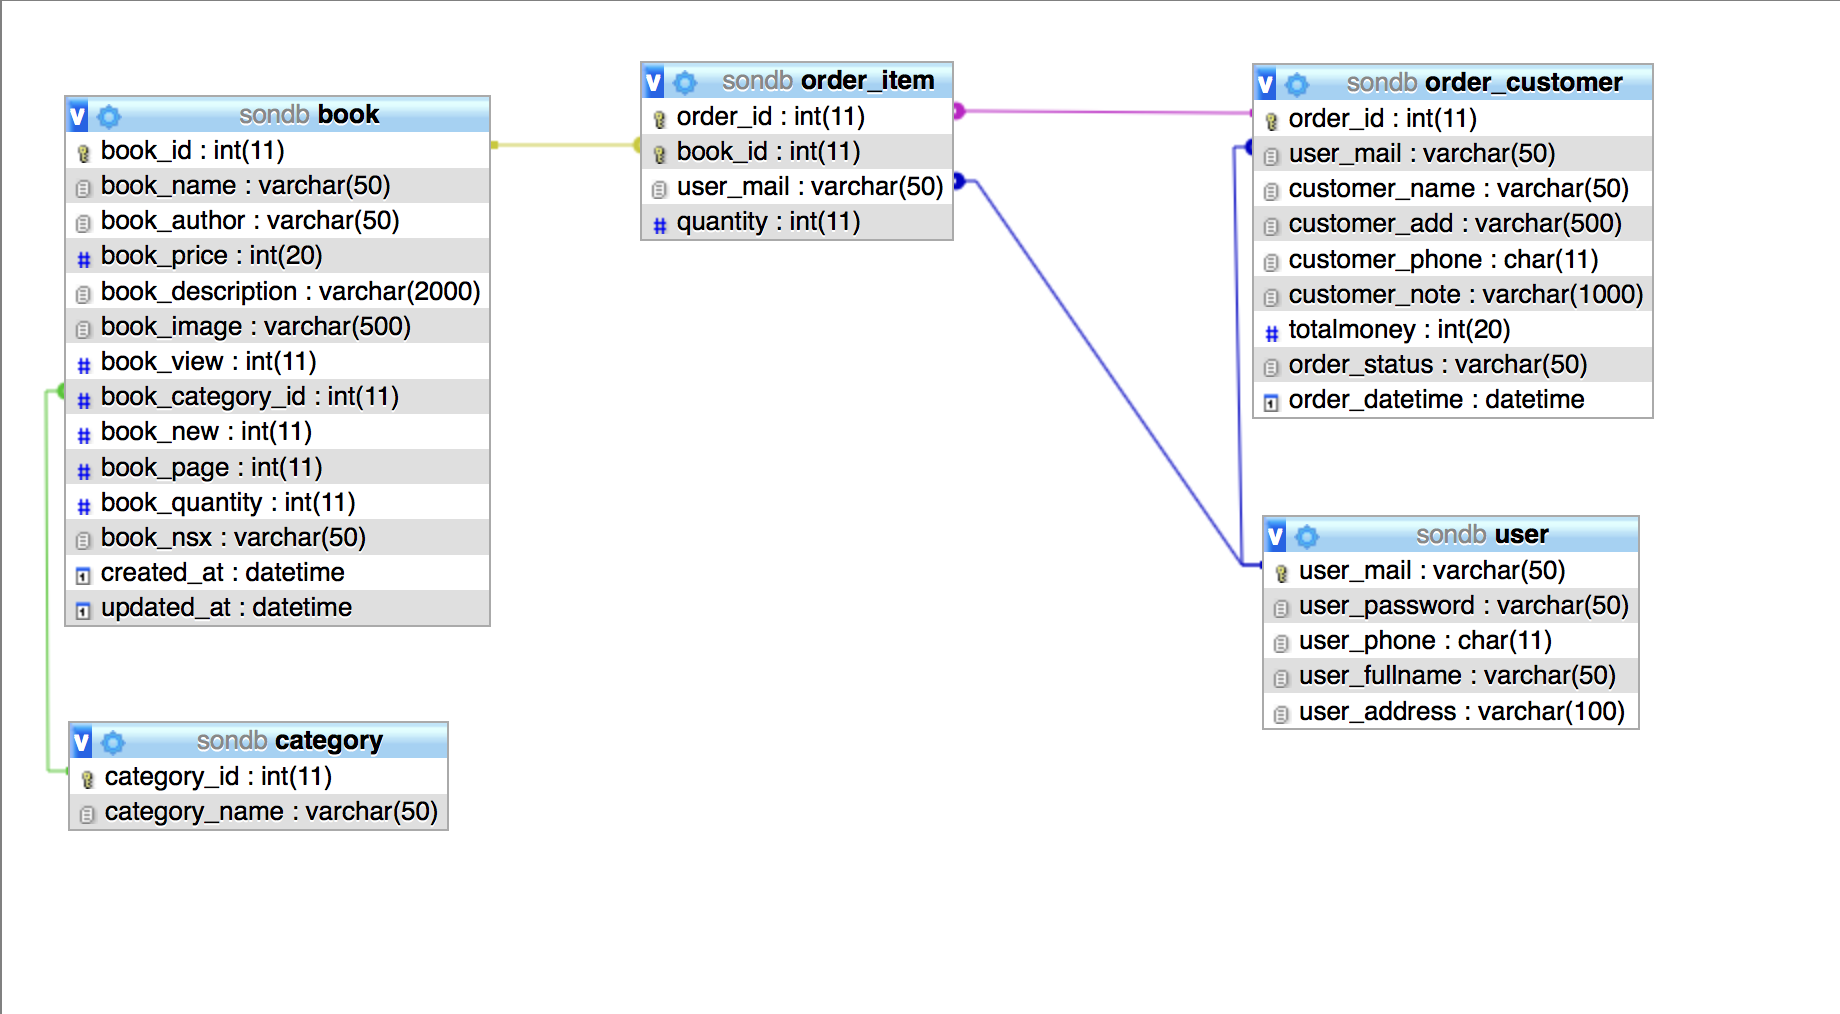 sondb book
book_id : int(11)
book_name : varchar(50)
book_author : varchar(50)
book_price : int(20)
book_description : varchar(2000)
book_image : varchar(500)
book_view : int(11)
book_category_id : int(11)
book_new : int(11)
book_page : int(11)
book_quantity : int(11)
book_nsx : varchar(50)
created_at : datetime
updated_at : datetime
sondb category
category_id : int(11)
category_name : varchar(50)
sondb order_item
order_id : int(11)
book_id : int(11)
user_mail : varchar(50)
quantity : int(11)
sondb order_customer
order_id : int(11)
user_mail : varchar(50)
customer_name : varchar(50)
customer_add : varchar(500)
customer_phone : char(11)
customer_note : varchar(1000)
totalmoney : int(20)
order_status : varchar(50)
order_datetime : datetime
sondb user
user_mail : varchar(50)
user_password : varchar(50)
user_phone : char(11)
user_fullname : varchar(50)
user_address : varchar(100)